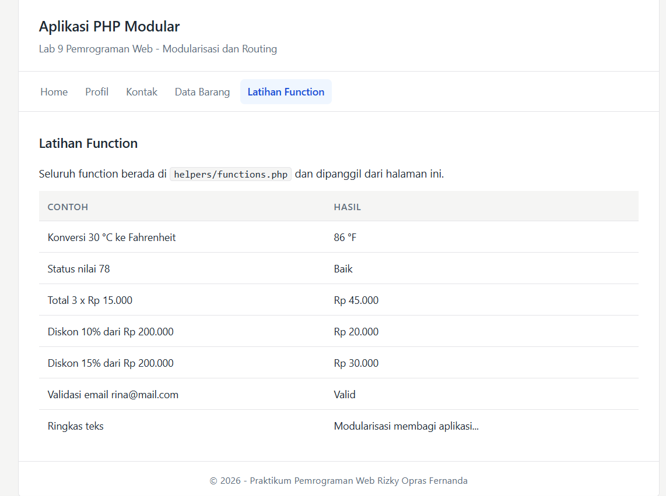 Aplikasi PHP Modular
Lab 9 Pemrograman Web - Modularisasi dan Routing
Home Profil Kontak Data Barang Latihan Function
Latihan Function
Seluruh function berada di helpers/functions.php dan dipanggil dari halaman ini.
CONTOH HASIL
Konversi 30 °C ke Fahrenheit 86 °F
Status nilai 78 Baik
Total 3 x Rp 15.000 Rp 45.000
Diskon 10% dari Rp 200.000 Rp 20.000
Diskon 15% dari Rp 200.000 Rp 30.000
Validasi email rina@mail.com Valid
Ringkas teks Modularisasi membagi aplikasi...
© 2026 - Praktikum Pemrograman Web Rizky Opras Fernanda